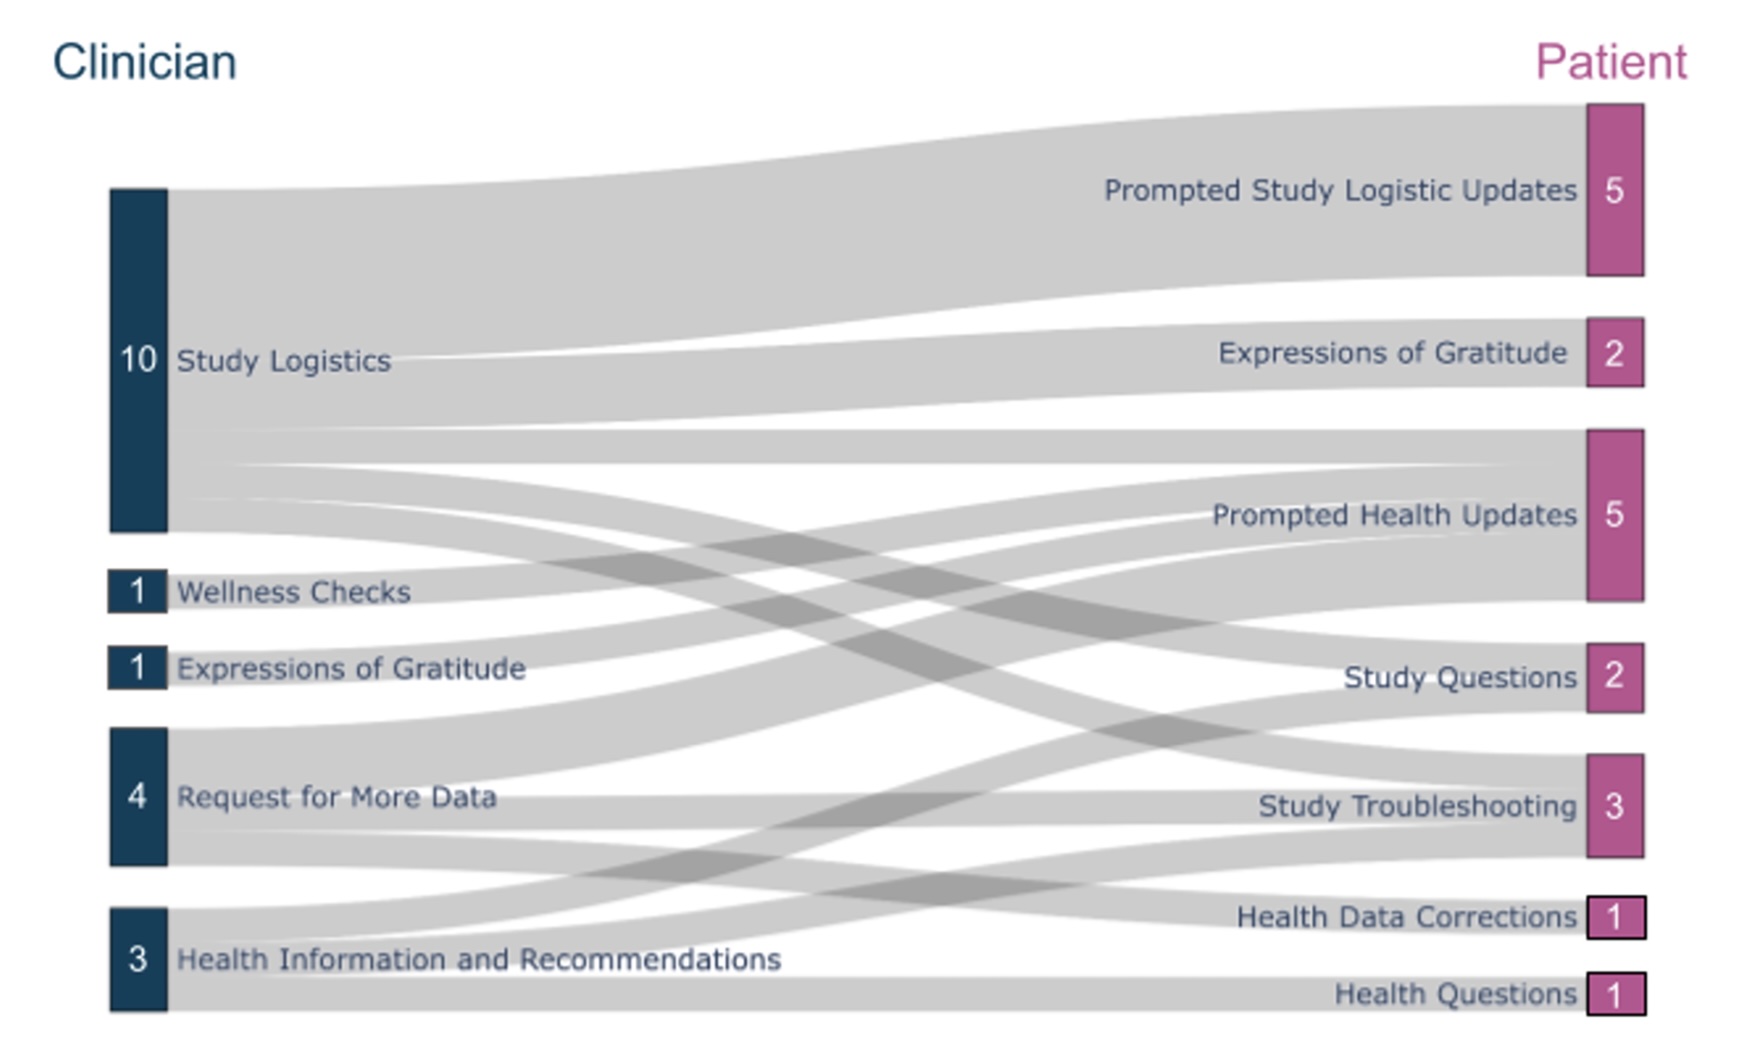 Clinician
Patient
10 Study Logistics
1 Wellness Checks
1 Expressions of Gratitude
4 Request for More Data
3 Health Information and Recommendations
Prompted Study Logistic Updates 5
Expressions of Gratitude 2
Prompted Health Updates 5
Study Questions 2
Study Troubleshooting 3
Health Data Corrections 1
Health Questions 1